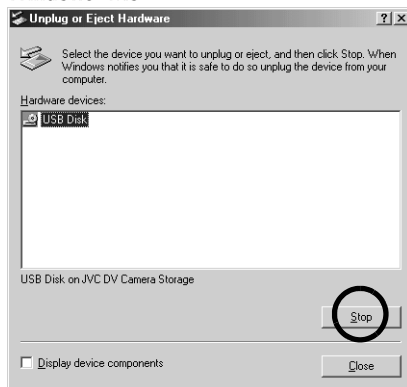 Unplug or Eject Hardware
Select the device you want to unplug or eject, and then click Stop. When
Windows notifies you that it is safe to do so unplug the device from your
computer.
Hardware devices:
USB Disk
USB Disk on JVC DV Camera Storage
Stop
Display device components
Close